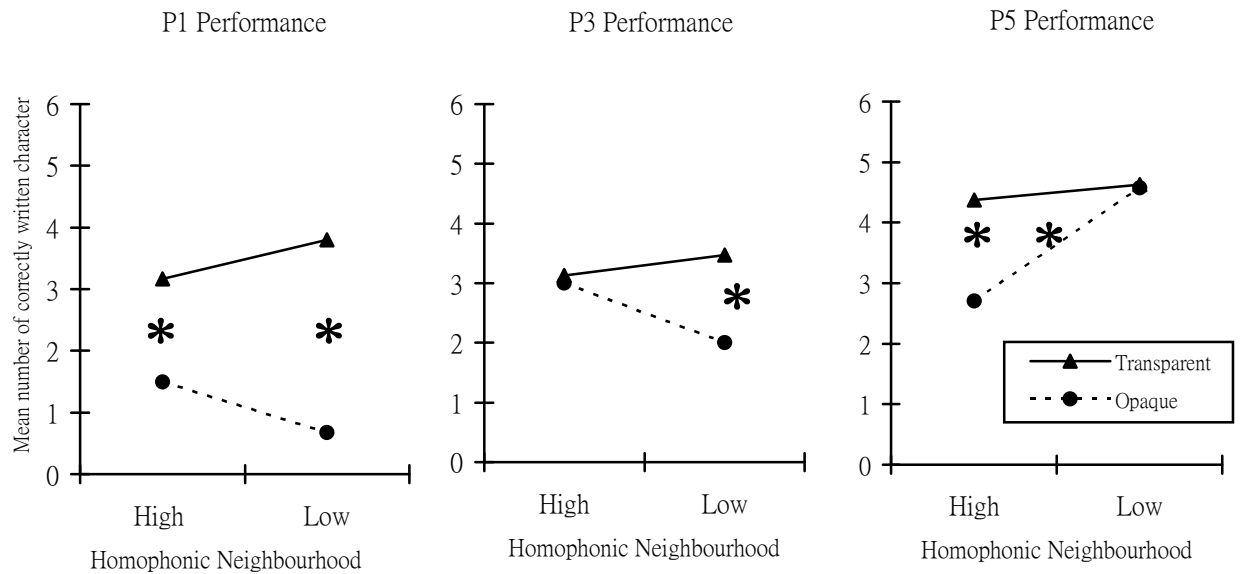 P1 Performance
P3 Performance
P5 Performance
Mean number of correctly written character
6
5
4
3
2
1
0
*
*
High
Low
Homophonic Neighbourhood
6
5
4
3
2
1
0
*
High
Low
Homophonic Neighbourhood
6
5
4
3
2
1
0
*
*
Transparent
Opaque
High
Low
Homophonic Neighbourhood